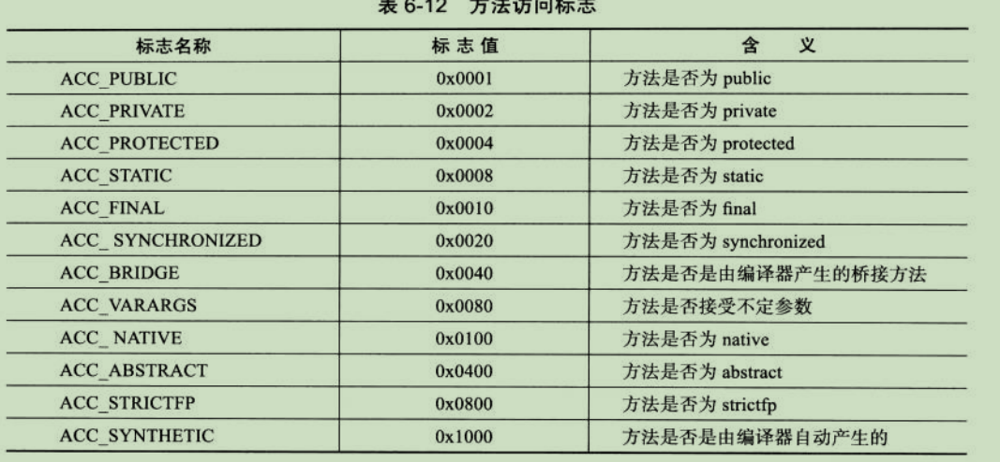 表 6-12 方法访问标志
标志名称 标 志 值 含 义
ACC_PUBLIC 0x0001 方法是否为 public
ACC_PRIVATE 0x0002 方法是否为 private
ACC_PROTECTED 0x0004 方法是否为 protected
ACC_STATIC 0x0008 方法是否为 static
ACC_FINAL 0x0010 方法是否为 final
ACC_ SYNCHRONIZED 0x0020 方法是否为 synchronized
ACC_BRIDGE 0x0040 方法是否是由编译器产生的桥接方法
ACC_VARARGS 0x0080 方法是否接受不定参数
ACC_ NATIVE 0x0100 方法是否为 native
ACC_ABSTRACT 0x0400 方法是否为 abstract
ACC_STRICTFP 0x0800 方法是否为 strictfp
ACC_SYNTHETIC 0x1000 方法是否是由编译器自动产生的